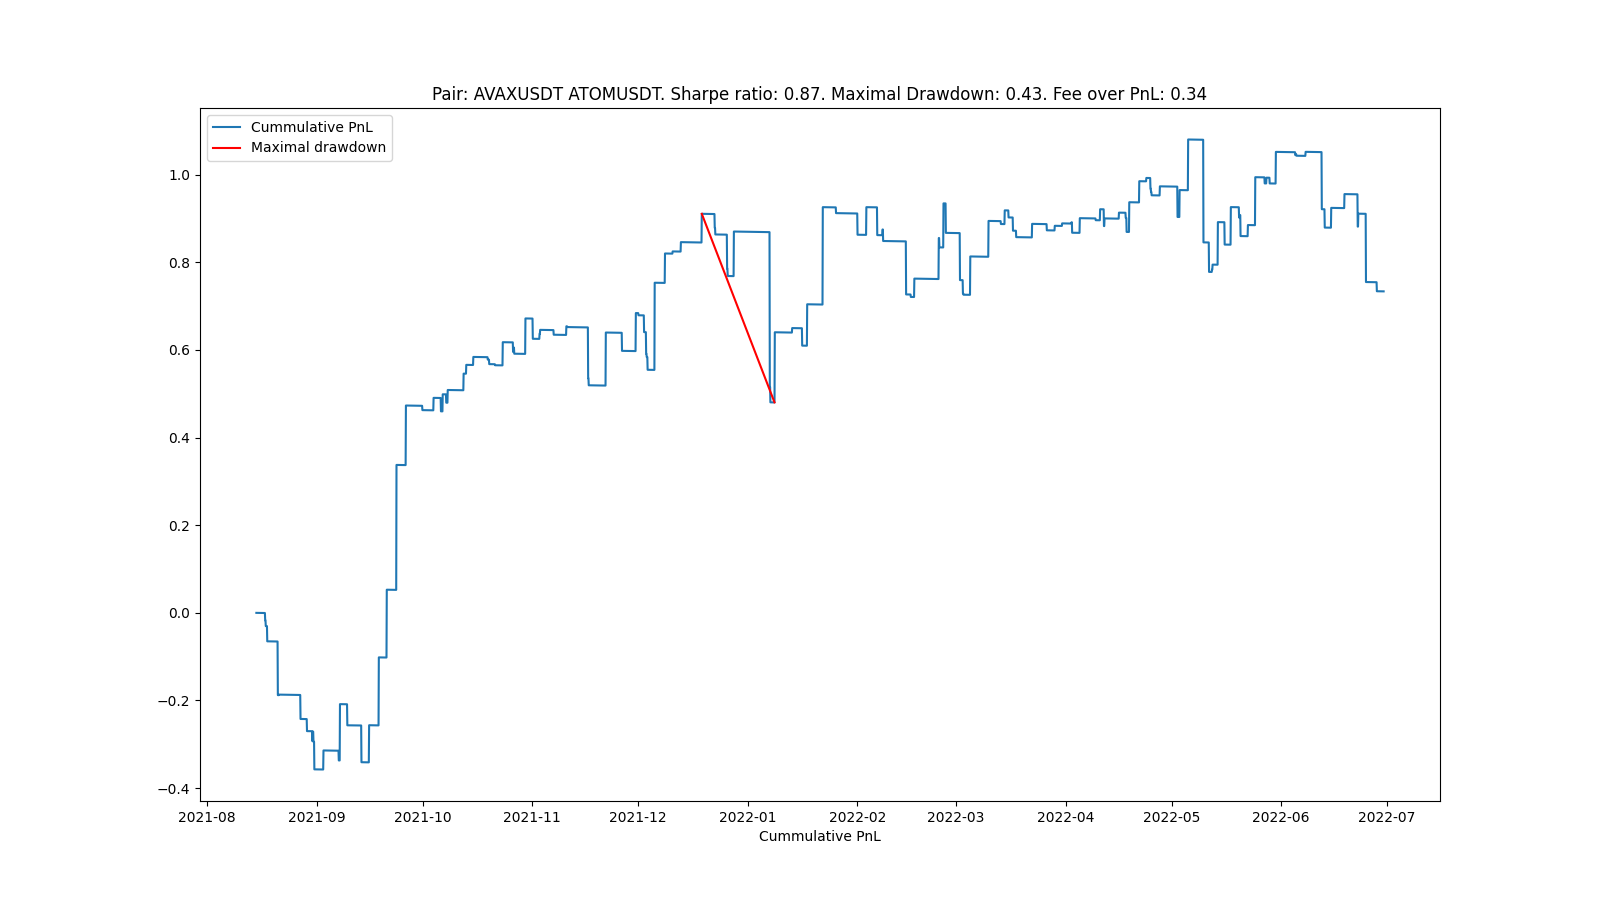 Pair: AVAXUSDT ATOMUSDT. Sharpe ratio: 0.87. Maximal Drawdown: 0.43. Fee over PnL: 0.34
Cummulative PnL
Maximal drawdown
1.0
0.8
0.6
0.4
0.2
0.0
−0.2
−0.4
2021-08 2021-09 2021-10 2021-11 2021-12 2022-01 2022-02 2022-03 2022-04 2022-05 2022-06 2022-07
Cummulative PnL